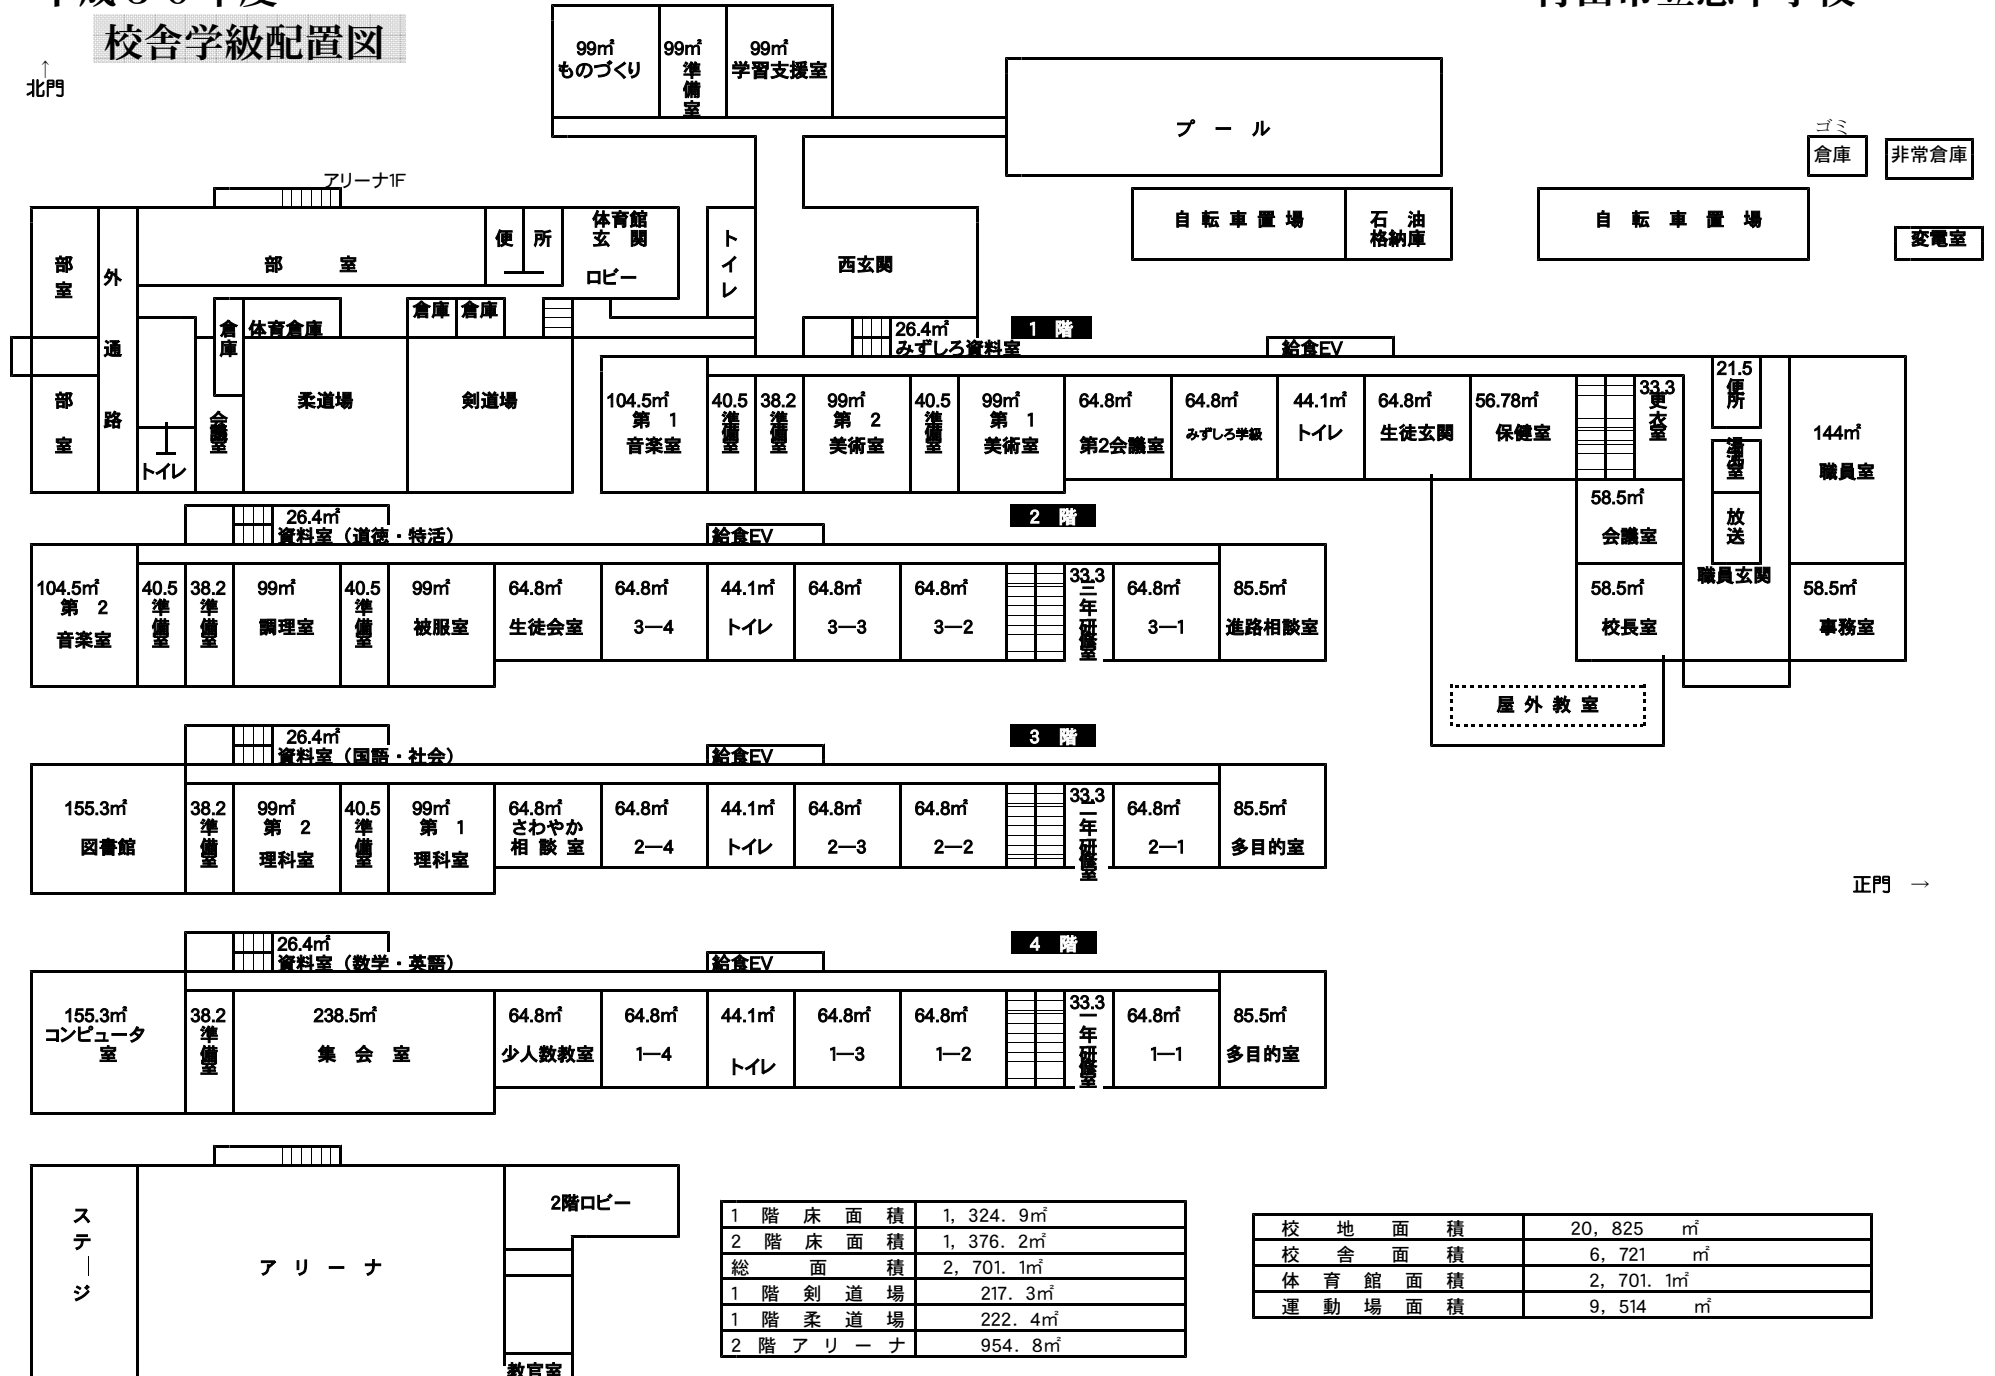 校舎学級配置図
↑
北門
99㎡
ものづくり
99㎡
準備室
99㎡
学習支援室
プール
ゴミ
倉庫
非常倉庫
自転車置場
石油
格納庫
自転車置場
変電室
アリーナ1F
部室
外通路
部室
便所
体育館
玄関
ロビー
トイレ
西玄関
倉庫
体育倉庫
倉庫
倉庫
部室
トイレ
会議室
柔道場
剣道場
1 階
26.4㎡
みずしろ資料室
給食EV
104.5㎡
第 1
音楽室
40.5
準備室
38.2
準備室
99㎡
第 2
美術室
40.5
準備室
99㎡
第 1
美術室
64.8㎡
第2会議室
64.8㎡
みずしろ学級
44.1㎡
トイレ
64.8㎡
生徒玄関
56.78㎡
保健室
33.3
更衣室
21.5
便所
湯沸室
放送
144㎡
職員室
58.5㎡
会議室
58.5㎡
校長室
職員玄関
58.5㎡
事務室
屋外教室
2 階
26.4㎡
資料室（道徳・特活）
給食EV
104.5㎡
第 2
音楽室
40.5
準備室
38.2
準備室
99㎡
調理室
40.5
準備室
99㎡
被服室
64.8㎡
生徒会室
64.8㎡
3―4
44.1㎡
トイレ
64.8㎡
3―3
64.8㎡
3―2
33.3
三年研修室
64.8㎡
3―1
85.5㎡
進路相談室
3 階
26.4㎡
資料室（国語・社会）
給食EV
155.3㎡
図書館
38.2
準備室
99㎡
第 2
理科室
40.5
準備室
99㎡
第 1
理科室
64.8㎡
さわやか
相談室
64.8㎡
2―4
44.1㎡
トイレ
64.8㎡
2―3
64.8㎡
2―2
33.3
二年研修室
64.8㎡
2―1
85.5㎡
多目的室
正門 →
4 階
26.4㎡
資料室（数学・英語）
給食EV
155.3㎡
コンピュータ
室
38.2
準備室
238.5㎡
集会室
64.8㎡
少人数教室
64.8㎡
1―4
44.1㎡
トイレ
64.8㎡
1―3
64.8㎡
1―2
33.3
一年研修室
64.8㎡
1―1
85.5㎡
多目的室
ステージ
アリーナ
2階ロビー
教官室
1階床面積 1，324．9㎡
2階床面積 1，376．2㎡
総面積 2，701．1㎡
1階剣道場 217．3㎡
1階柔道場 222．4㎡
2階アリーナ 954．8㎡
校地面積 20，825 ㎡
校舎面積 6，721 ㎡
体育館面積 2，701．1㎡
運動場面積 9，514 ㎡